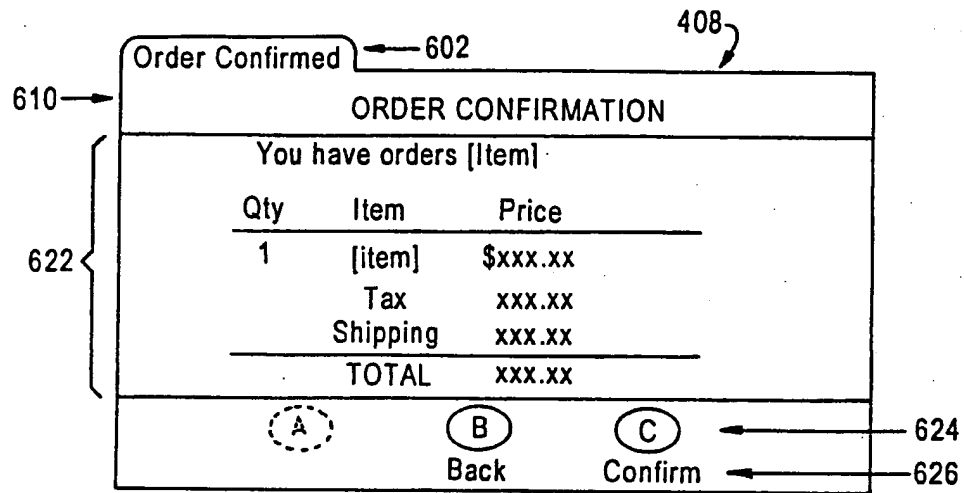 408
Order Confirmed 602
610 ORDER CONFIRMATION
You have orders [Item]
Qty Item Price
622 1 [item] $xxx.xx
Tax xxx.xx
Shipping xxx.xx
TOTAL xxx.xx
A B C 624
Back Confirm 626